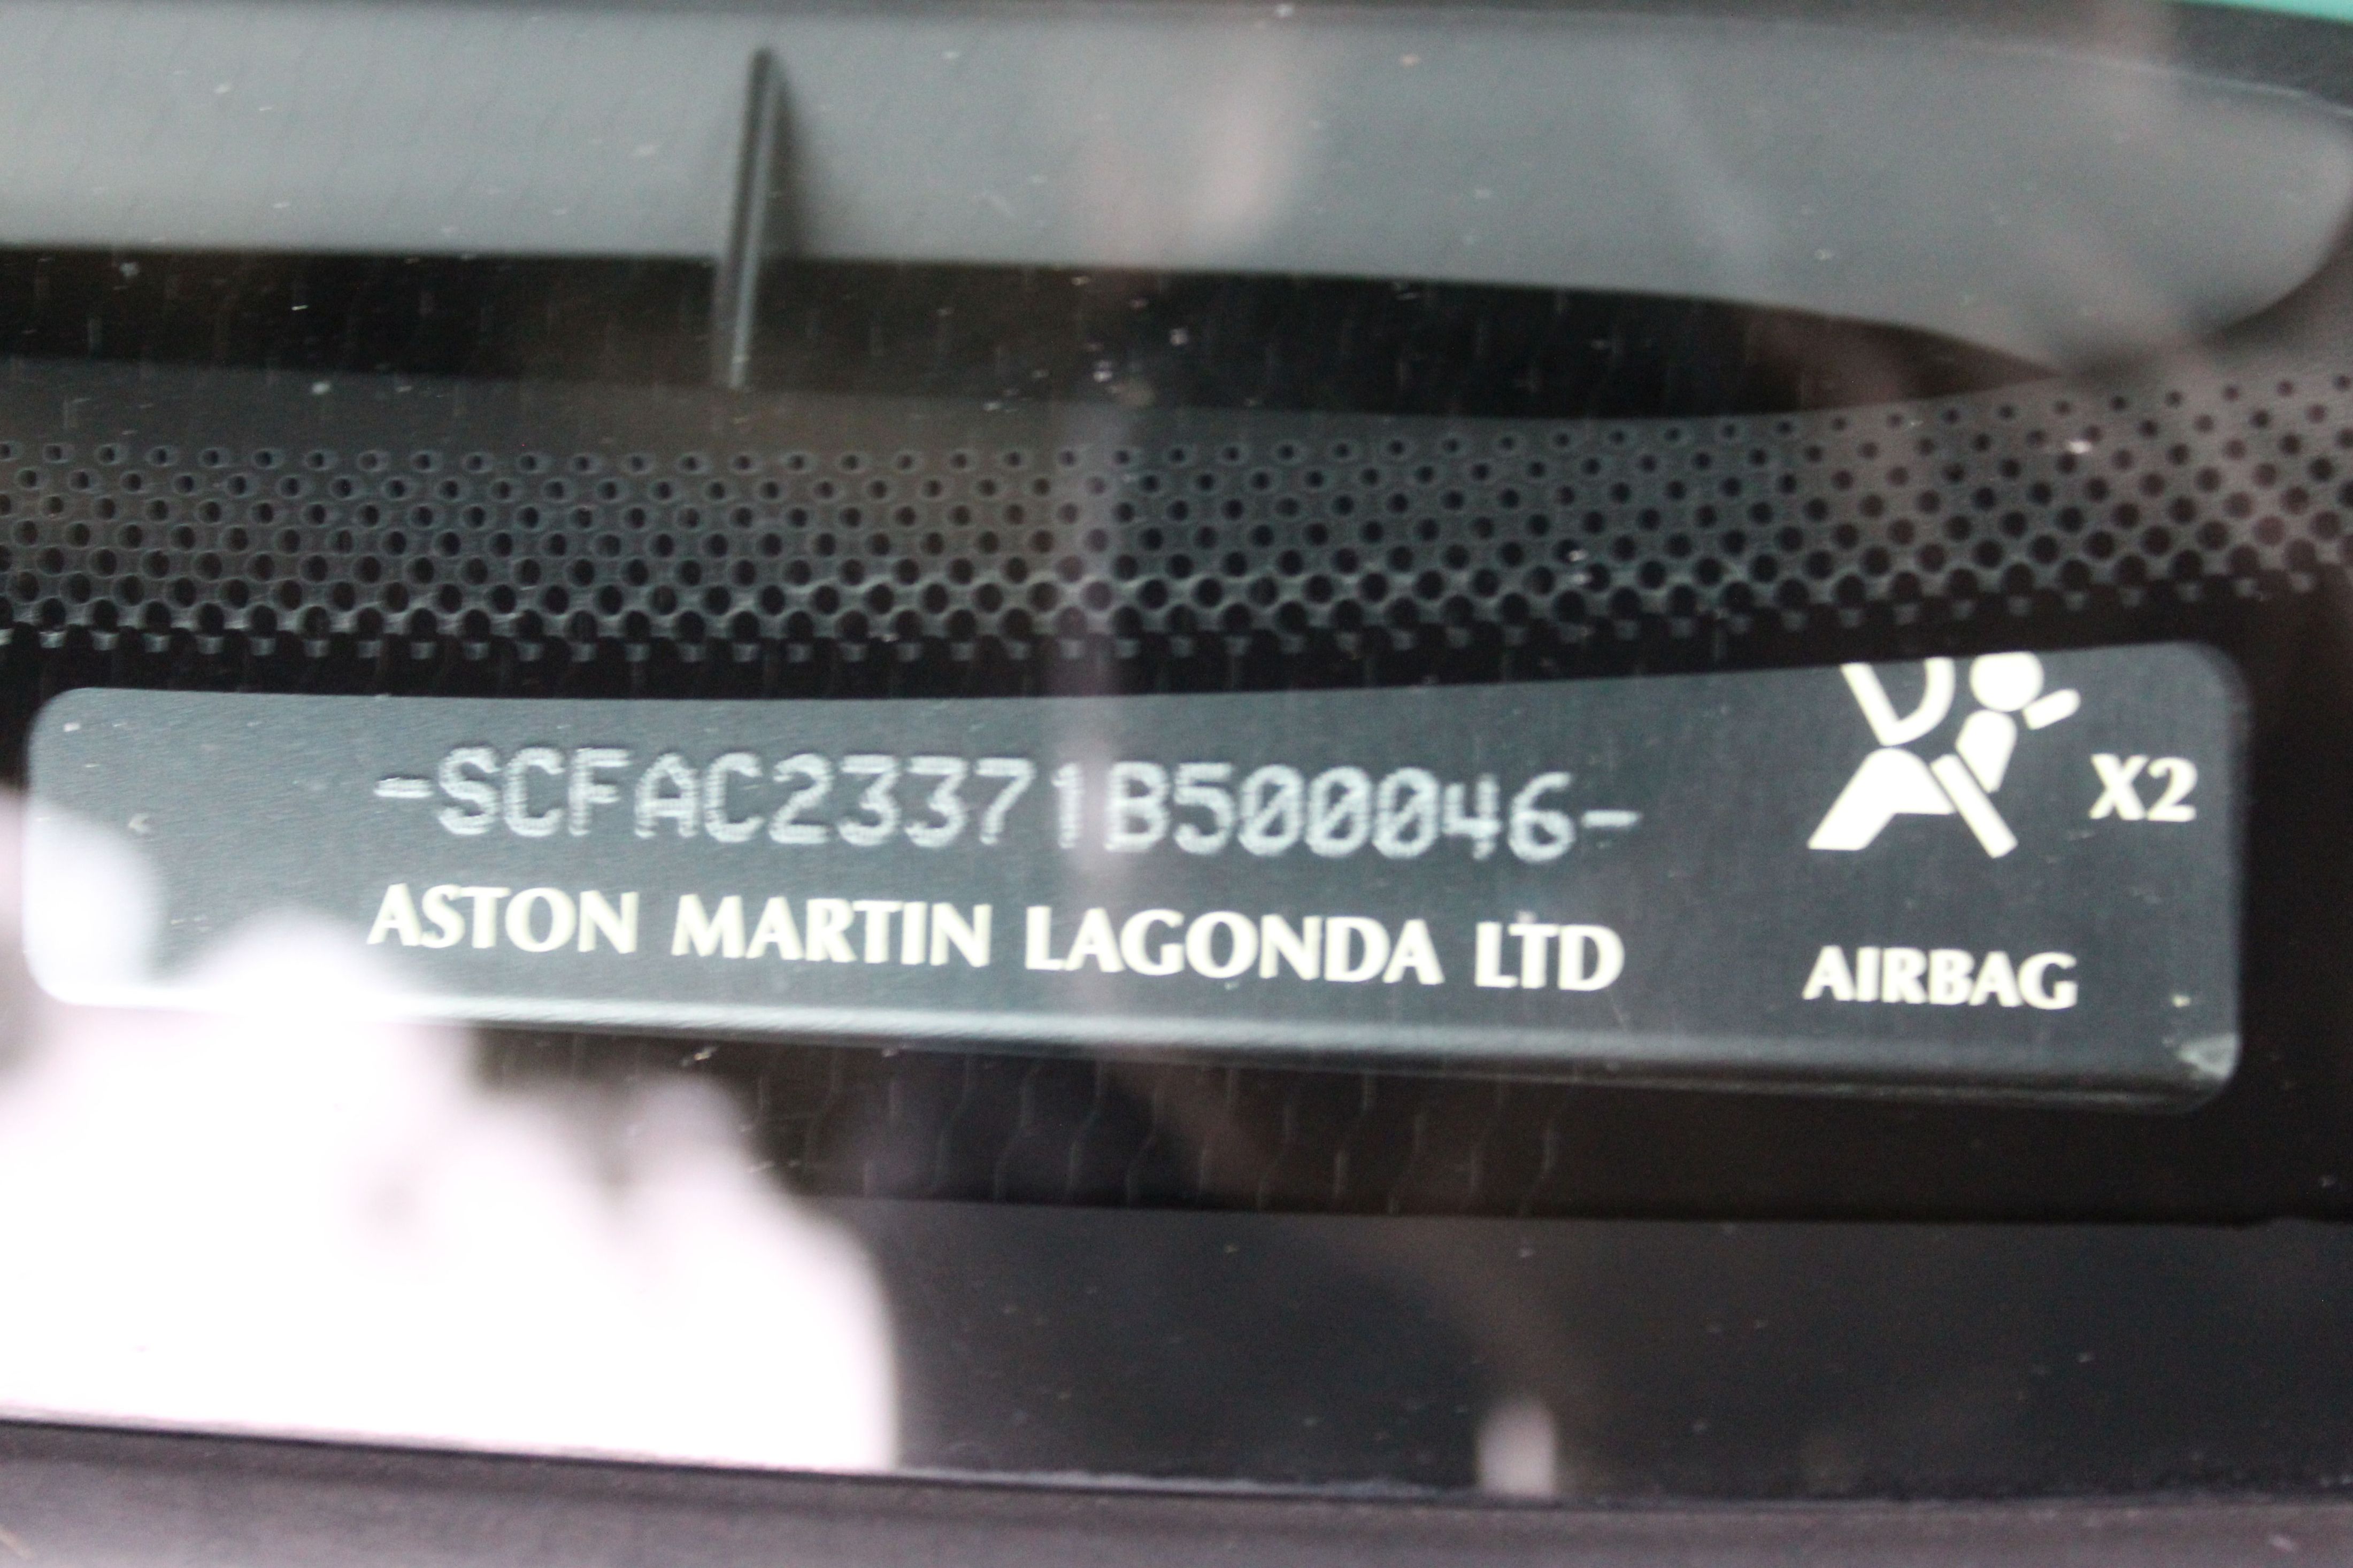 -SCFAC23371B500046-
X2
ASTON MARTIN LAGONDA LTD
AIRBAG